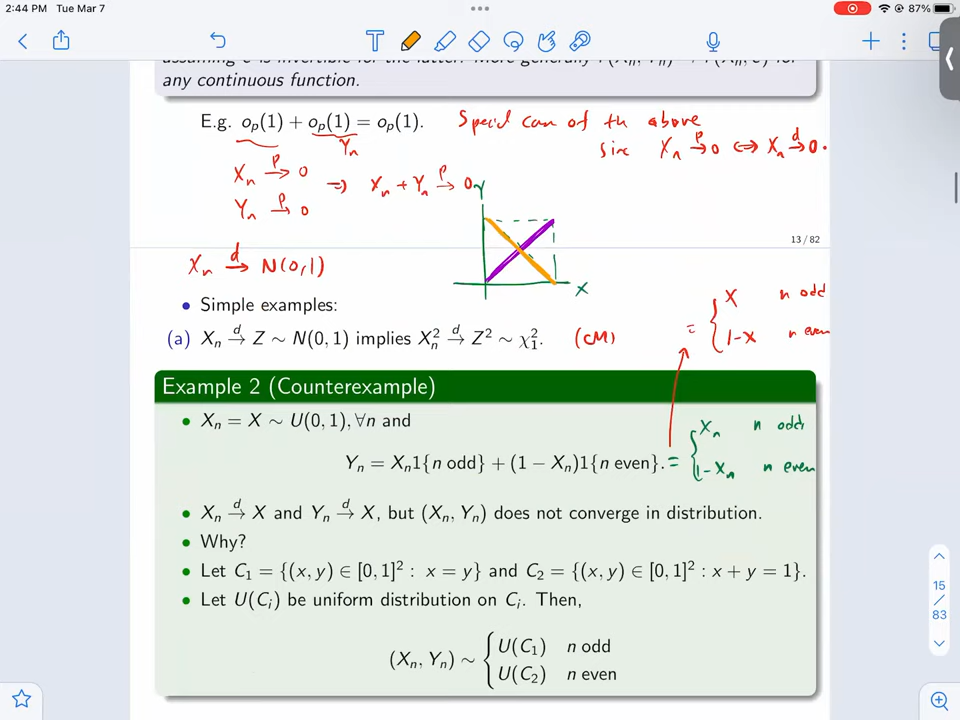 2:44 PM Tue Mar 7
87%
any continuous function.
E.g. oₚ(1) + oₚ(1) = oₚ(1). Special case of the above
Yₙ
since Xₙ →ᵖ 0 ⇔ Xₙ →ᵈ 0.
Xₙ →ᵖ 0
⇒ Xₙ + Yₙ →ᵖ 0
Yₙ →ᵖ 0
Y
X
13 / 82
Xₙ →ᵈ N(0,1)
• Simple examples:
(a) Xₙ →ᵈ Z ∼ N(0, 1) implies Xₙ² →ᵈ Z² ∼ χ₁². (CM)
= { X n odd
1-X n even
Example 2 (Counterexample)
• Xₙ = X ∼ U(0, 1), ∀n and
Yₙ = Xₙ1{n odd} + (1 − Xₙ)1{n even}. = { Xₙ n odd
1-Xₙ n even
• Xₙ →ᵈ X and Yₙ →ᵈ X, but (Xₙ, Yₙ) does not converge in distribution.
• Why?
• Let C₁ = {(x, y) ∈ [0, 1]² : x = y} and C₂ = {(x, y) ∈ [0, 1]² : x + y = 1}.
• Let U(Cᵢ) be uniform distribution on Cᵢ. Then,
(Xₙ, Yₙ) ∼ { U(C₁) n odd
U(C₂) n even
15
/
83